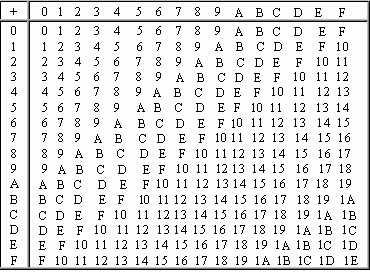 + 0 1 2 3 4 5 6 7 8 9 A B C D E F
0 0 1 2 3 4 5 6 7 8 9 A B C D E F
1 1 2 3 4 5 6 7 8 9 A B C D E F 10
2 2 3 4 5 6 7 8 9 A B C D E F 10 11
3 3 4 5 6 7 8 9 A B C D E F 10 11 12
4 4 5 6 7 8 9 A B C D E F 10 11 12 13
5 5 6 7 8 9 A B C D E F 10 11 12 13 14
6 6 7 8 9 A B C D E F 10 11 12 13 14 15
7 7 8 9 A B C D E F 10 11 12 13 14 15 16
8 8 9 A B C D E F 10 11 12 13 14 15 16 17
9 9 A B C D E F 10 11 12 13 14 15 16 17 18
A A B C D E F 10 11 12 13 14 15 16 17 18 19
B B C D E F 10 11 12 13 14 15 16 17 18 19 1A
C C D E F 10 11 12 13 14 15 16 17 18 19 1A 1B
D D E F 10 11 12 13 14 15 16 17 18 19 1A 1B 1C
E E F 10 11 12 13 14 15 16 17 18 19 1A 1B 1C 1D
F F 10 11 12 13 14 15 16 17 18 19 1A 1B 1C 1D 1E